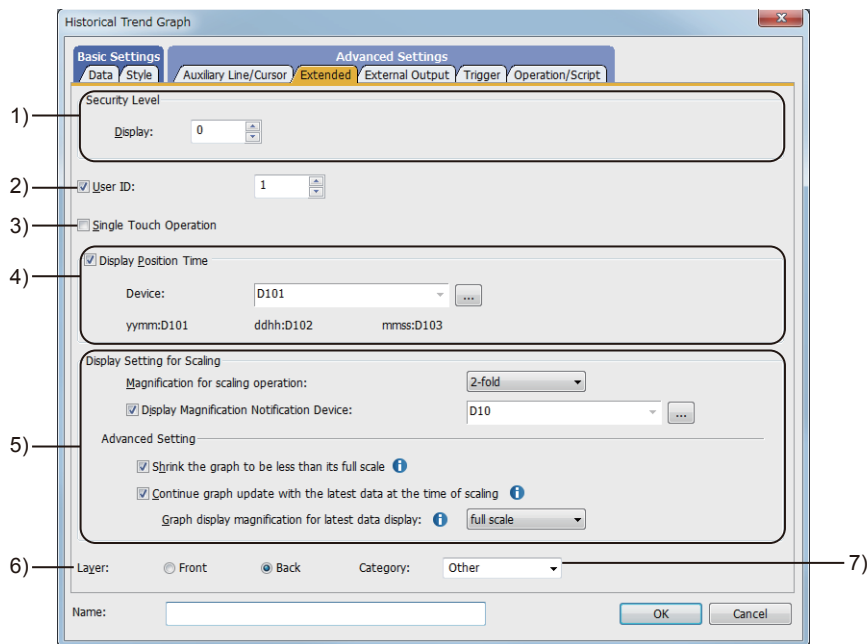 Historical Trend Graph
x
Basic Settings Advanced Settings
Data Style Auxiliary Line/Cursor Extended External Output Trigger Operation/Script
1) Security Level
Display: 0
2) User ID: 1
3) Single Touch Operation
4) Display Position Time
Device: D101 ...
yymm:D101 ddhh:D102 mmss:D103
5) Display Setting for Scaling
Magnification for scaling operation: 2-fold
Display Magnification Notification Device: D10 ...
Advanced Setting
Shrink the graph to be less than its full scale i
Continue graph update with the latest data at the time of scaling i
Graph display magnification for latest data display: i full scale
6) Layer: Front Back Category: Other 7)
Name:
OK Cancel